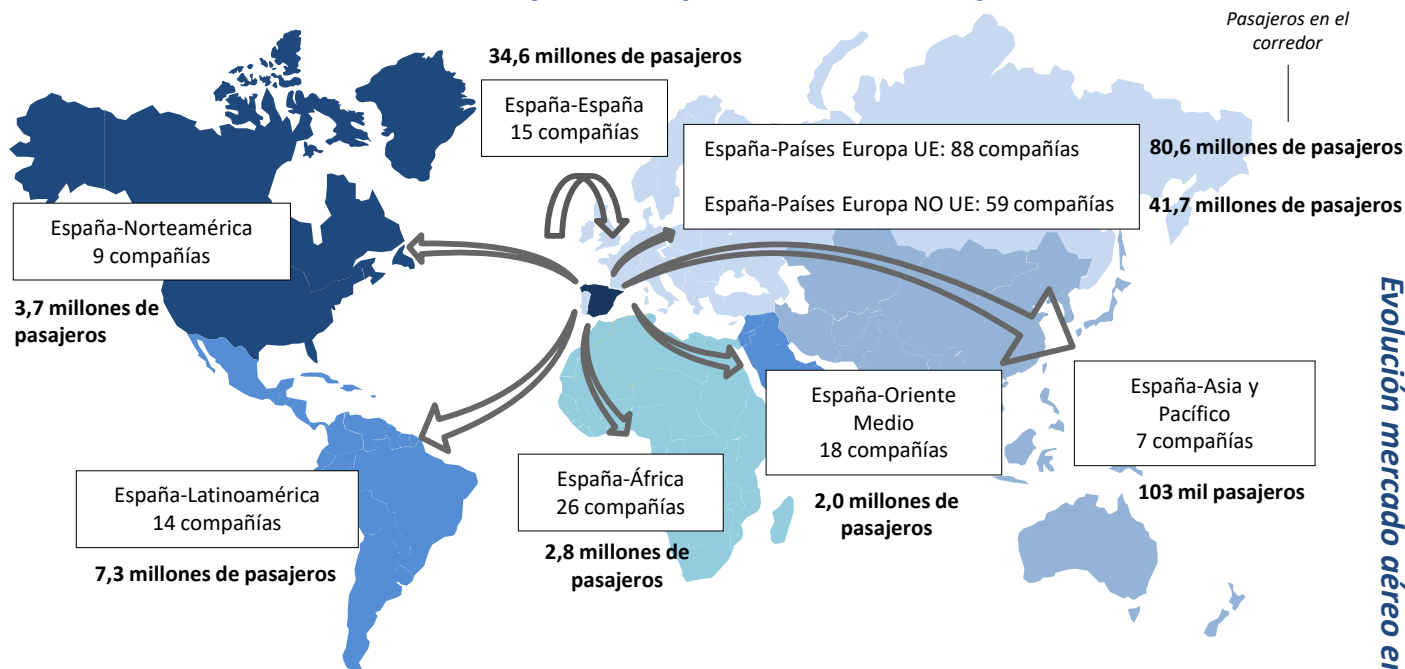 Pasajeros en el
corredor
34,6 millones de pasajeros
España-España
15 compañías
España-Países Europa UE: 88 compañías
80,6 millones de pasajeros
España-Países Europa NO UE: 59 compañías
41,7 millones de pasajeros
España-Norteamérica
9 compañías
3,7 millones de
pasajeros
España-Oriente
Medio
18 compañías
2,0 millones de
pasajeros
España-Asia y
Pacífico
7 compañías
103 mil pasajeros
España-África
26 compañías
2,8 millones de
pasajeros
España-Latinoamérica
14 compañías
7,3 millones de pasajeros
Evolución mercado aéreo en